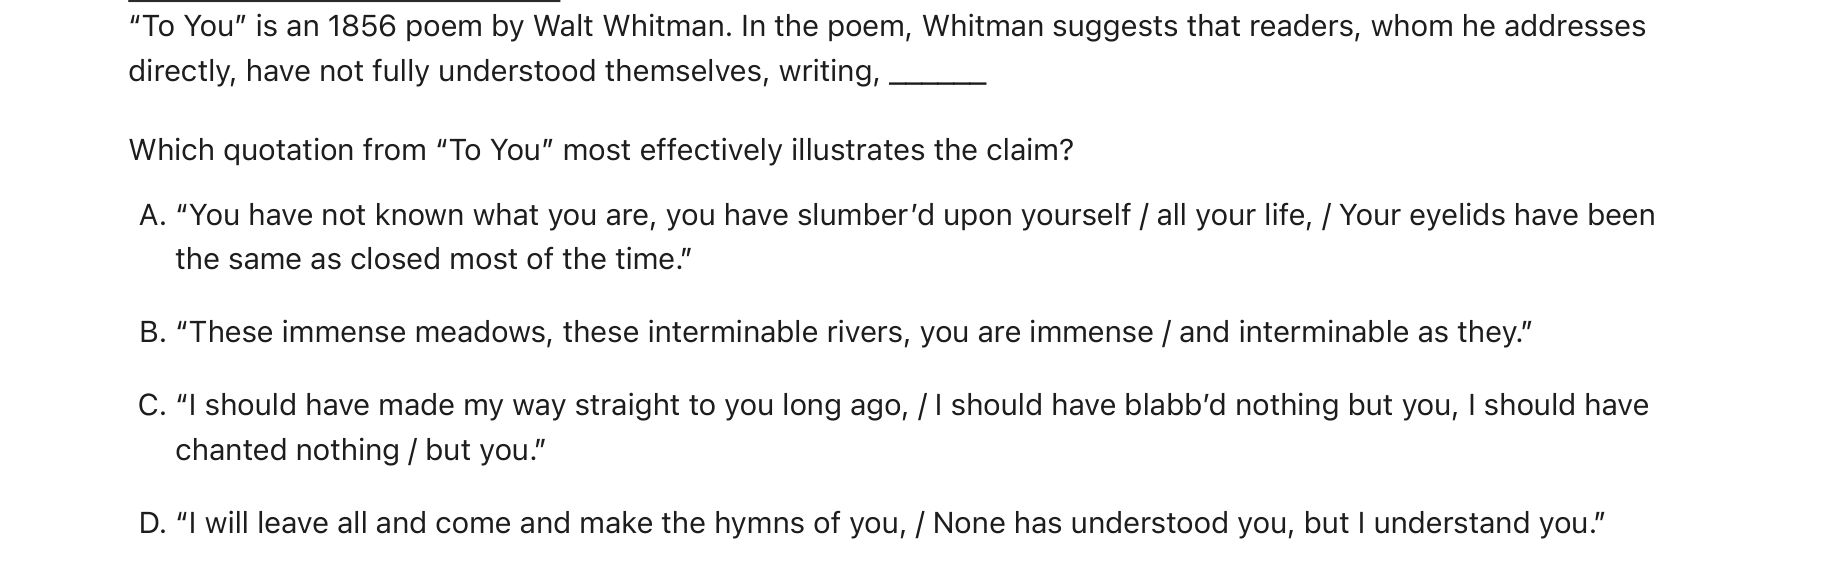 “To You” is an 1856 poem by Walt Whitman. In the poem, Whitman suggests that readers, whom he addresses
directly, have not fully understood themselves, writing, ______
Which quotation from “To You” most effectively illustrates the claim?
A. “You have not known what you are, you have slumber’d upon yourself / all your life, / Your eyelids have been
the same as closed most of the time.”
B. “These immense meadows, these interminable rivers, you are immense / and interminable as they.”
C. “I should have made my way straight to you long ago, / I should have blabb’d nothing but you, I should have
chanted nothing / but you.”
D. “I will leave all and come and make the hymns of you, / None has understood you, but I understand you.”